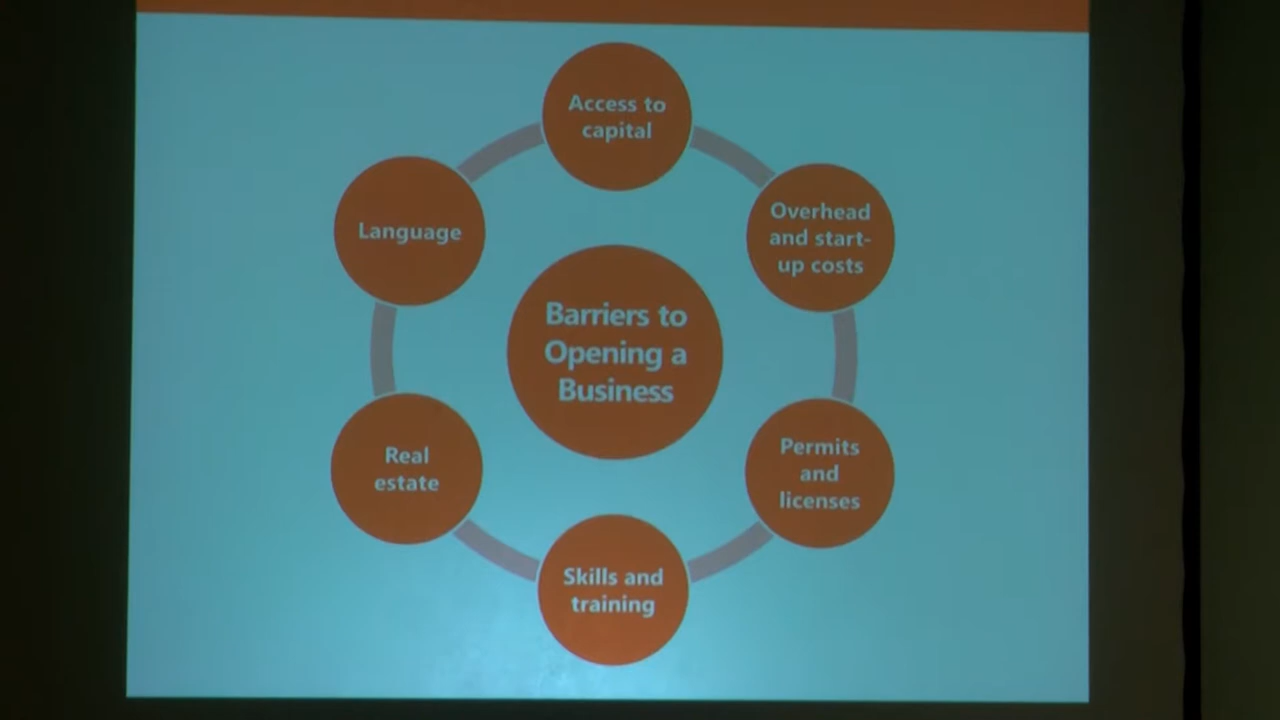 Access to
capital
Overhead
and start-
up costs
Permits
and
licenses
Skills and
training
Real
estate
Language
Barriers to
Opening a
Business